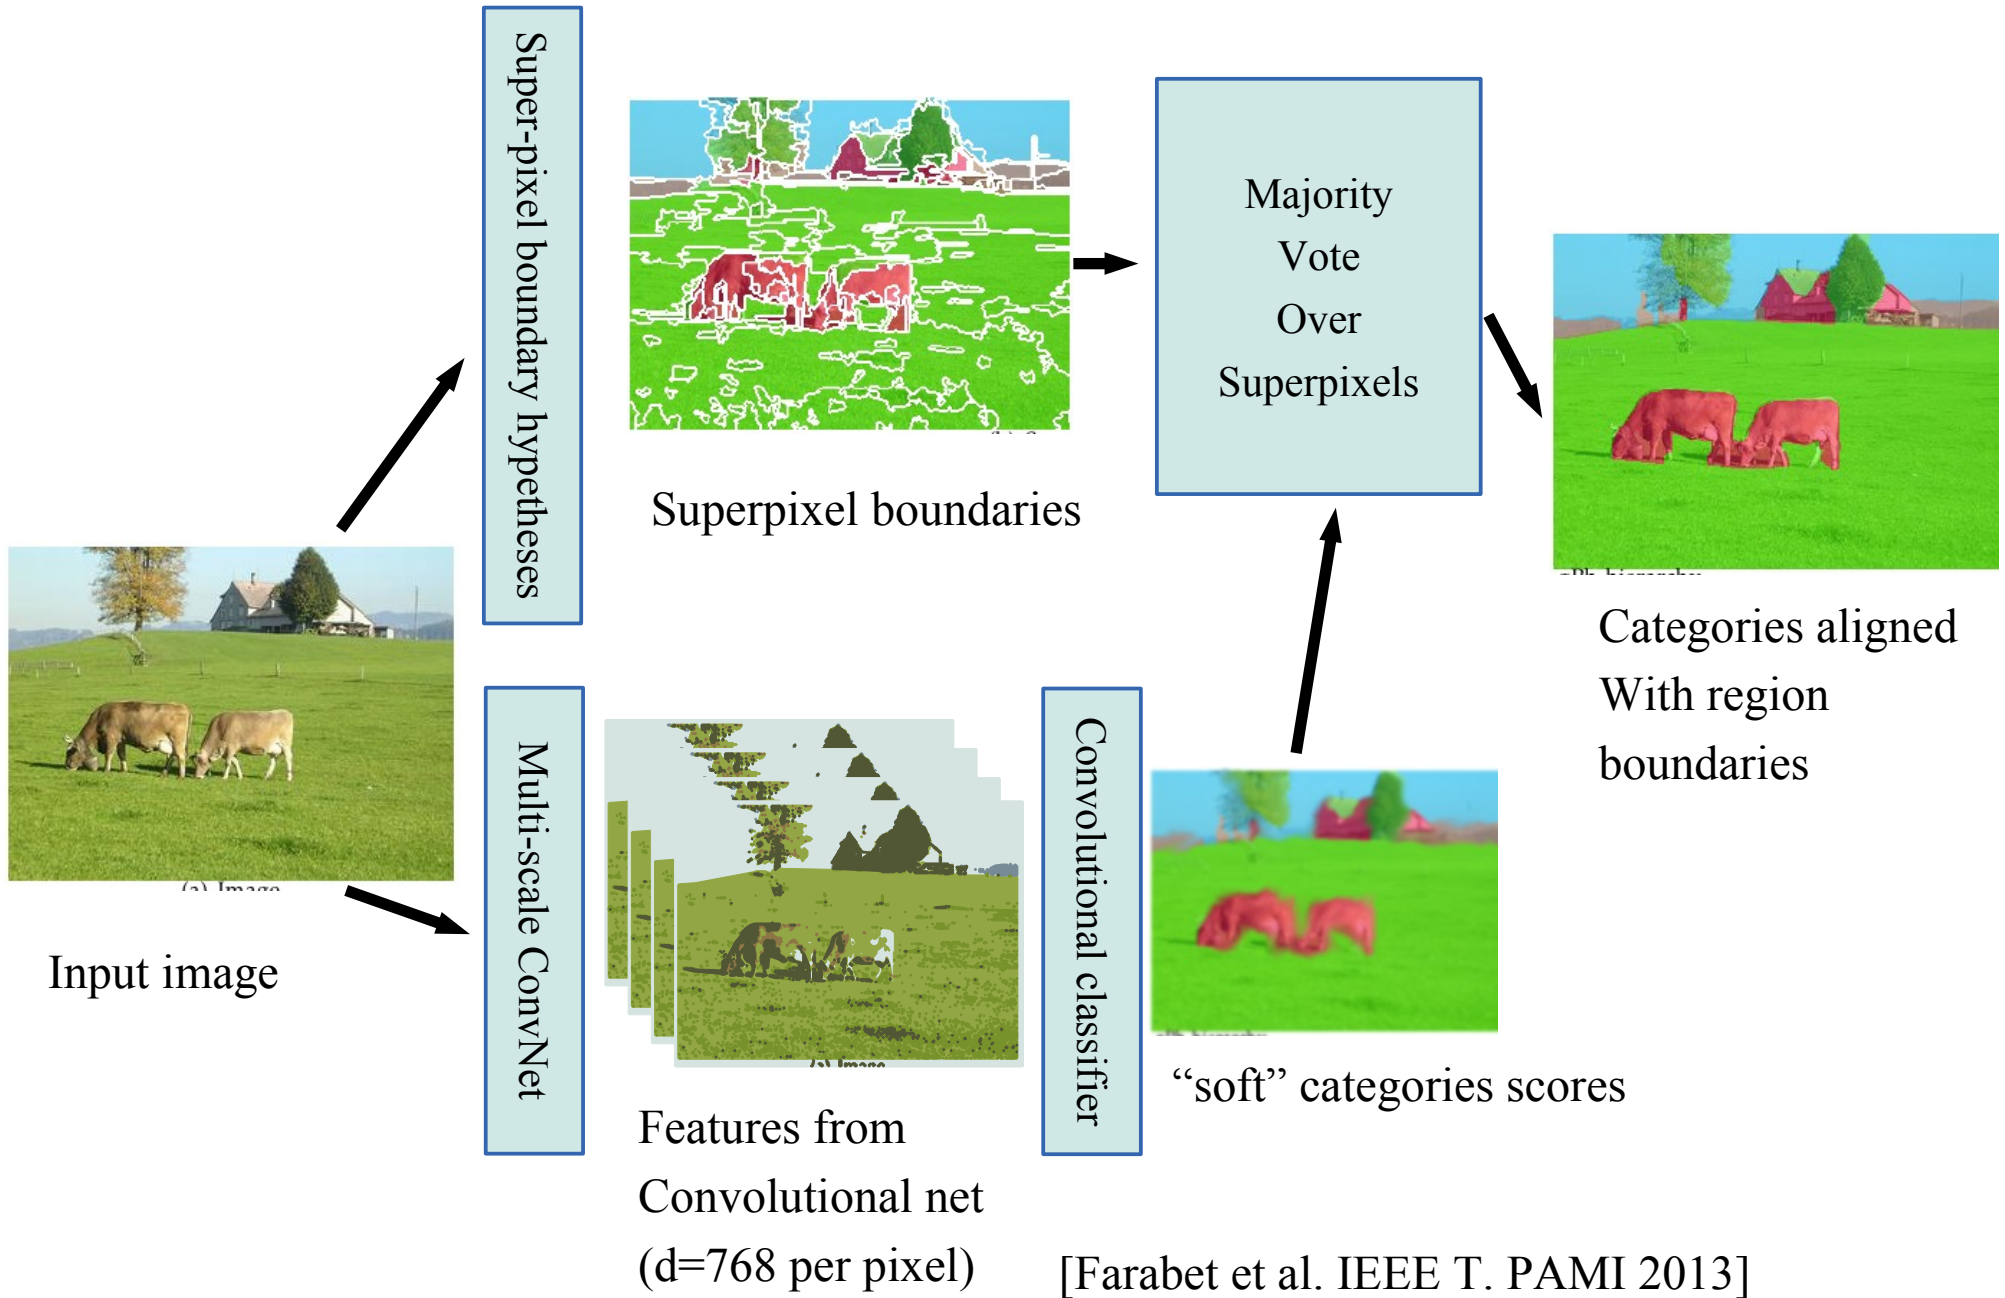 Super-pixel boundary hypetheses
Superpixel boundaries
Majority
Vote
Over
Superpixels
Categories aligned
With region
boundaries
(a) Image
Input image
Multi-scale ConvNet
Features from
Convolutional net
(d=768 per pixel)
Convolutional classifier
“soft” categories scores
[Farabet et al. IEEE T. PAMI 2013]